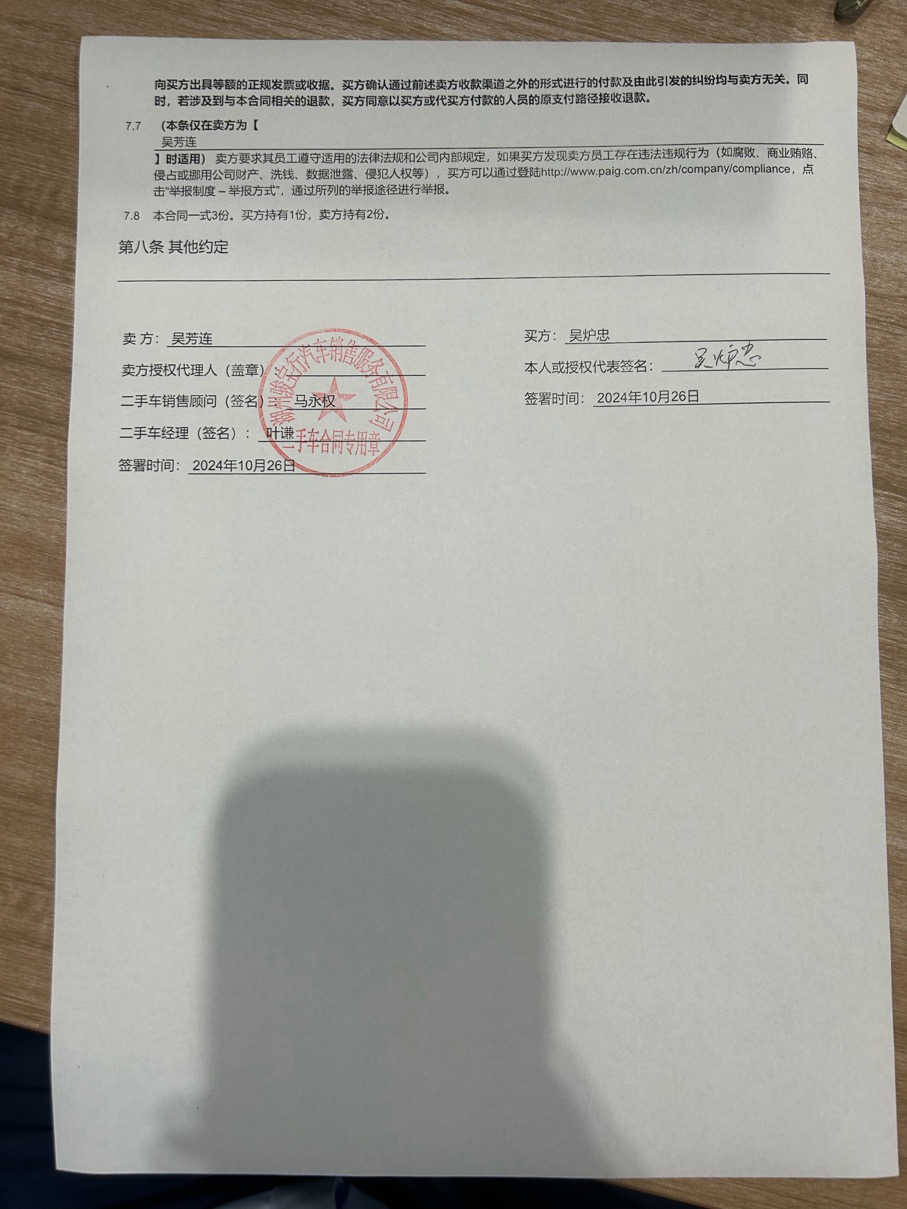 向买方出具等额的正规发票或收据。买方确认通过前述卖方收款渠道之外的形式进行的付款及由此引发的纠纷均与卖方无关。同
时，若涉及到与本合同相关的退款，买方同意以买方或代买方付款的人员的原支付路径接收退款。
7.7 （本条仅在卖方为【
吴芳连
】时适用）卖方要求其员工遵守适用的法律法规和公司内部规定，如果买方发现卖方员工存在违法违规行为（如腐败、商业贿赂、
侵占或挪用公司财产、洗钱、数据泄露、侵犯人权等），买方可以通过登陆http://www.paig.com.cn/zh/company/compliance，点
击“举报制度 – 举报方式”，通过所列的举报途径进行举报。
7.8 本合同一式3份。买方持有1份，卖方持有2份。
第八条 其他约定
卖 方： 吴芳连
卖方授权代理人（盖章）
二手车销售顾问（签名） 马永权
二手车经理（签名）： 叶谦
签署时间： 2024年10月26日
州骏宝行汽车销售服务有限公司
二手车合同专用章
买方： 吴炉忠
本人或授权代表签名： 吴炉忠
签署时间： 2024年10月26日